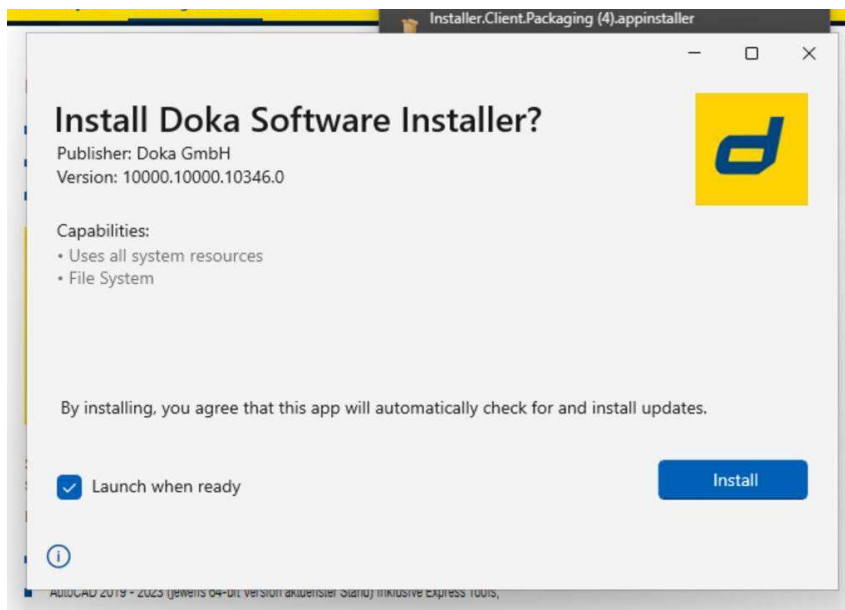 Installer.Client.Packaging (4).appinstaller
Install Doka Software Installer?
Publisher: Doka GmbH
Version: 10000.10000.10346.0
Capabilities:
• Uses all system resources
• File System
By installing, you agree that this app will automatically check for and install updates.
Launch when ready
Install
AutoCAD 2019 - 2023 (jeweils 64-bit Version aktuellster Stand) inklusive Express Tools,